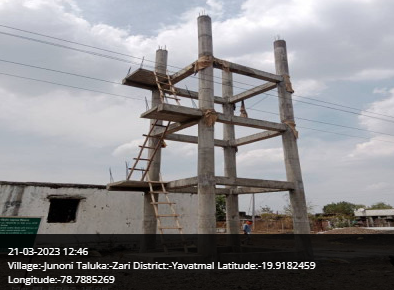 21-03-2023 12:46
Village:-Junoni Taluka:-Zari District:-Yavatmal Latitude:-19.9182459
Longitude:-78.7885269